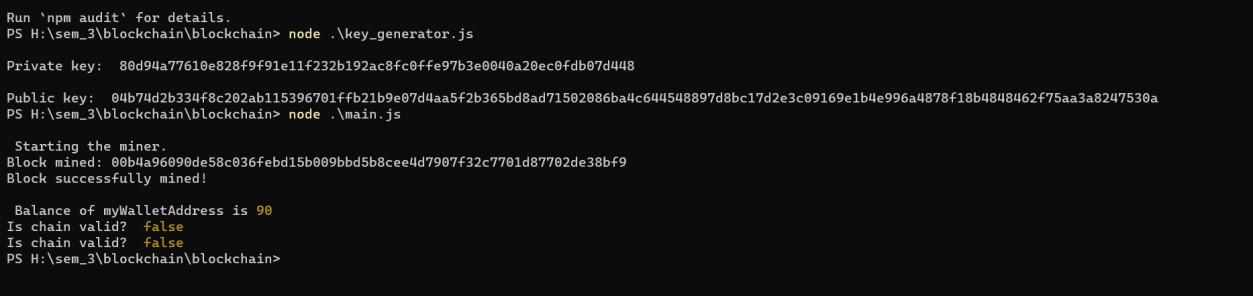 Run `npm audit` for details.
PS H:\sem_3\blockchain\blockchain> node .\key_generator.js
Private key:  80d94a77610e828f9f91e11f232b192ac8fc0ffe97b3e0040a20ec0fdb07d448
Public key:  04b74d2b334f8c202ab115396701ffb21b9e07d4aa5f2b365bd8ad71502086ba4c644548897d8bc17d2e3c09169e1b4e996a4878f18b4848462f75aa3a8247530a
PS H:\sem_3\blockchain\blockchain> node .\main.js
Starting the miner.
Block mined: 00b4a96090de58c036febd15b009bbd5b8cee4d7907f32c7701d87702de38bf9
Block successfully mined!
Balance of myWalletAddress is 90
Is chain valid?  false
Is chain valid?  false
PS H:\sem_3\blockchain\blockchain>